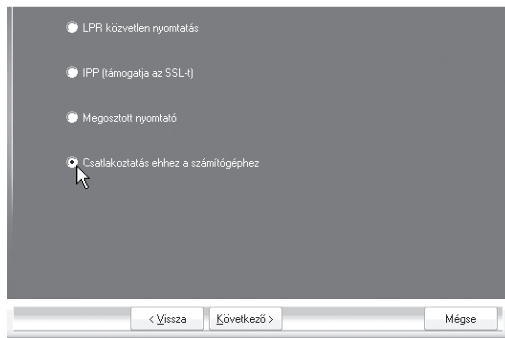 LPR közvetlen nyomtatás
IPP (támogatja az SSL-t)
Megosztott nyomtató
Csatlakoztatás ehhez a számítógéphez
< Vissza Következő > Mégse